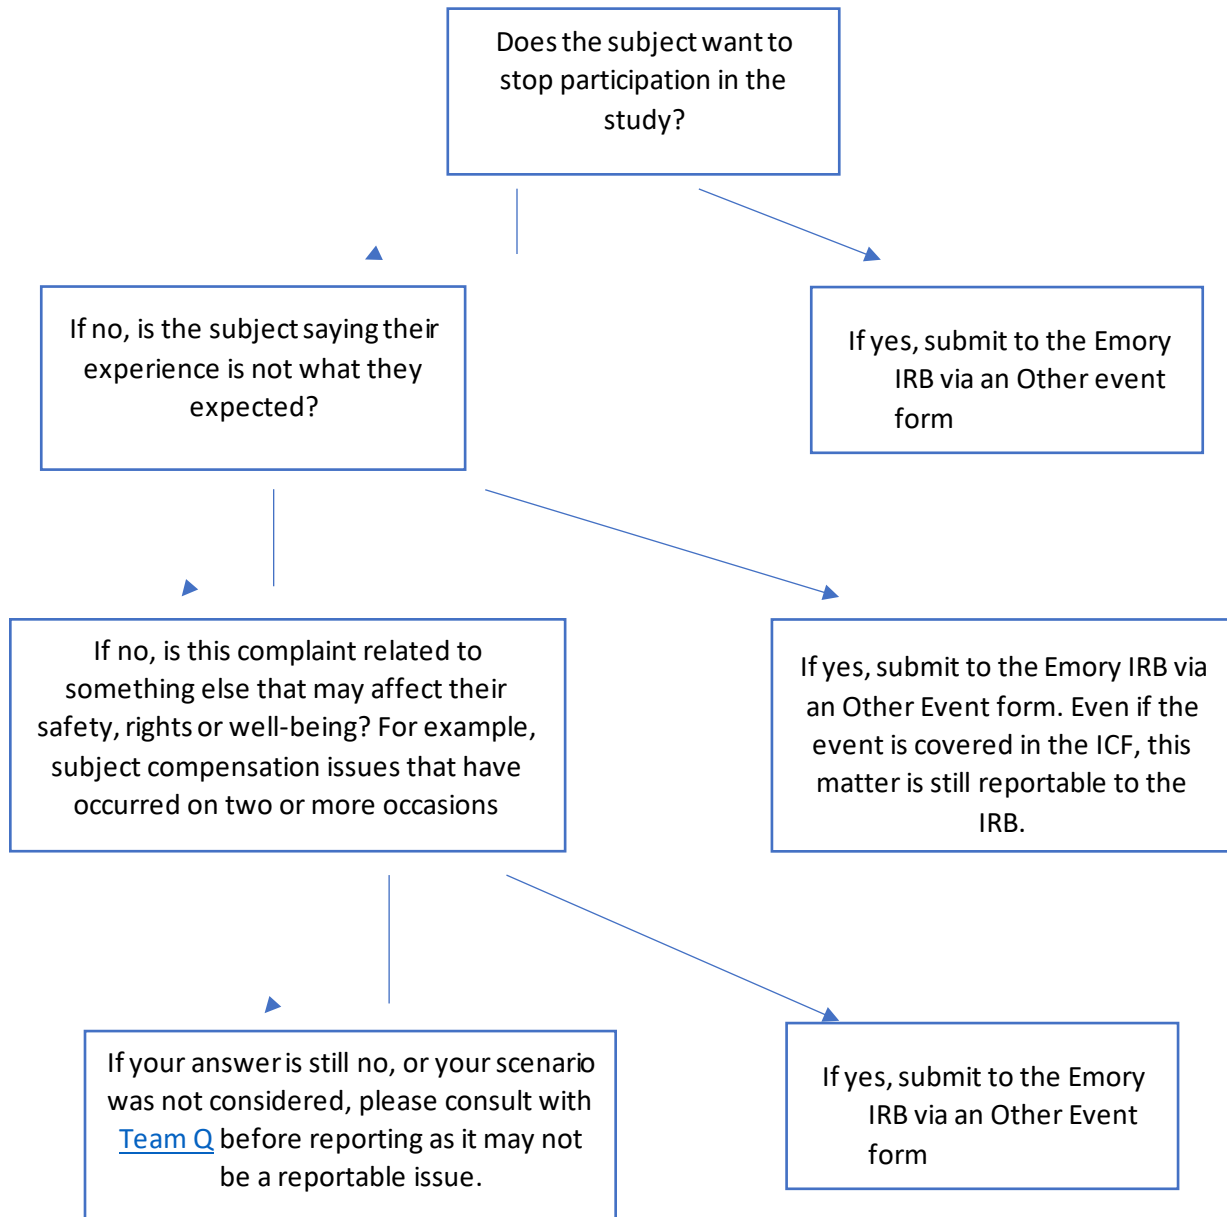 Does the subject want to
stop participation in the
study?
If no, is the subject saying their
experience is not what they
expected?
If yes, submit to the Emory
IRB via an Other event
form
If no, is this complaint related to
something else that may affect their
safety, rights or well-being? For example,
subject compensation issues that have
occurred on two or more occasions
If yes, submit to the Emory IRB via
an Other Event form. Even if the
event is covered in the ICF, this
matter is still reportable to the
IRB.
If your answer is still no, or your scenario
was not considered, please consult with
Team Q before reporting as it may not
be a reportable issue.
If yes, submit to the Emory
IRB via an Other Event
form